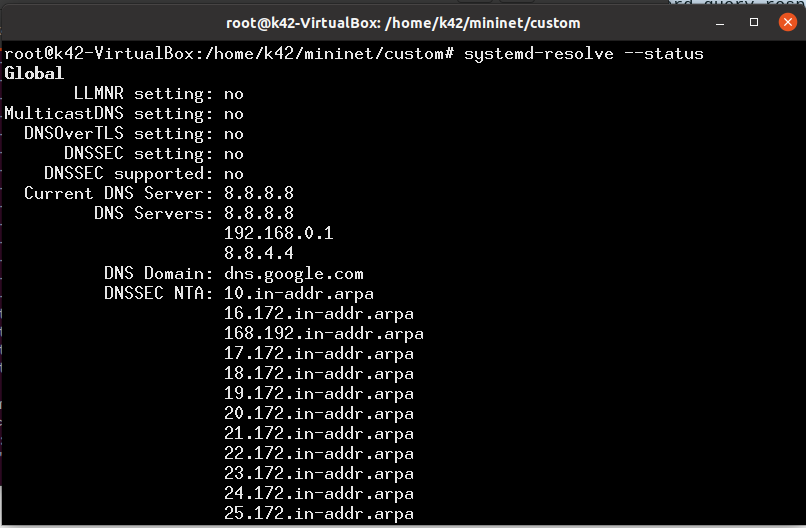 root@k42-VirtualBox: /home/k42/mininet/custom
root@k42-VirtualBox:/home/k42/mininet/custom# systemd-resolve --status
Global
LLMNR setting: no
MulticastDNS setting: no
DNSOverTLS setting: no
DNSSEC setting: no
DNSSEC supported: no
Current DNS Server: 8.8.8.8
DNS Servers: 8.8.8.8
192.168.0.1
8.8.4.4
DNS Domain: dns.google.com
DNSSEC NTA: 10.in-addr.arpa
16.172.in-addr.arpa
168.192.in-addr.arpa
17.172.in-addr.arpa
18.172.in-addr.arpa
19.172.in-addr.arpa
20.172.in-addr.arpa
21.172.in-addr.arpa
22.172.in-addr.arpa
23.172.in-addr.arpa
24.172.in-addr.arpa
25.172.in-addr.arpa